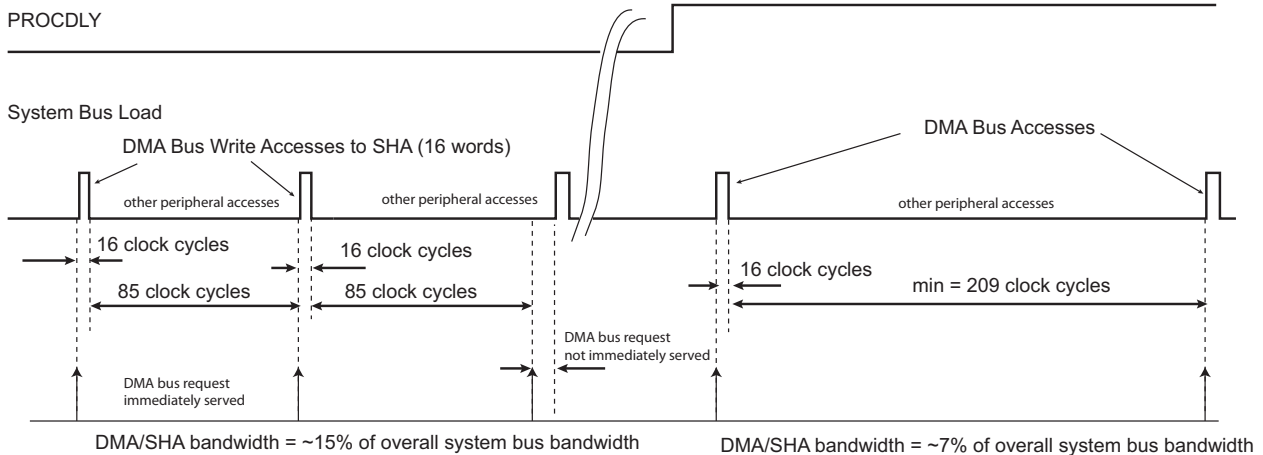 PROCDLY
System Bus Load
DMA Bus Write Accesses to SHA (16 words)
DMA Bus Accesses
other peripheral accesses
other peripheral accesses
other peripheral accesses
16 clock cycles
16 clock cycles
16 clock cycles
85 clock cycles
85 clock cycles
min = 209 clock cycles
DMA bus request
not immediately served
DMA bus request
immediately served
DMA/SHA bandwidth = ~15% of overall system bus bandwidth
DMA/SHA bandwidth = ~7% of overall system bus bandwidth